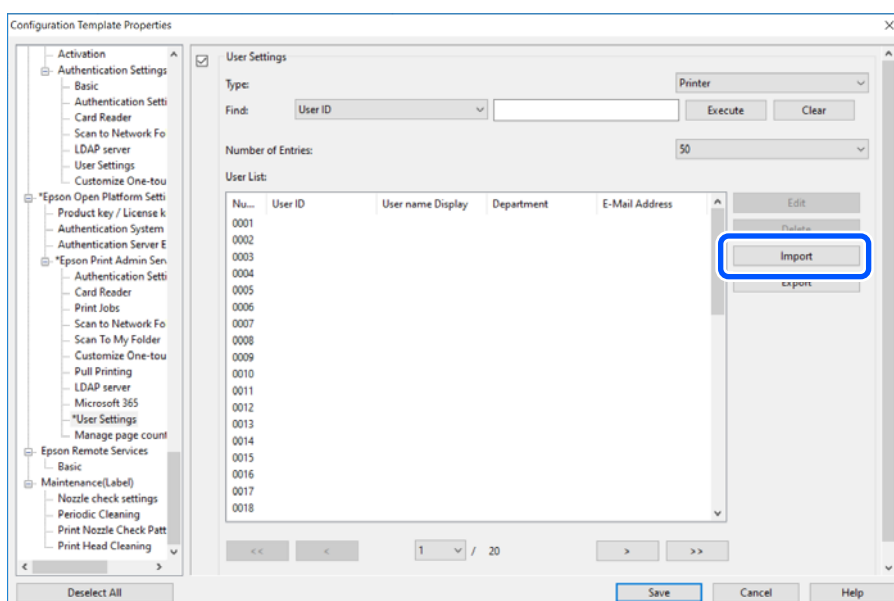 Configuration Template Properties
Activation
Authentication Settings
Basic
Authentication Setti
Card Reader
Scan to Network Fo
LDAP server
User Settings
Customize One-tou
*Epson Open Platform Setti
Product key / License k
Authentication System
Authentication Server E
*Epson Print Admin Serv
Authentication Setti
Card Reader
Print Jobs
Scan to Network Fo
Scan To My Folder
Customize One-tou
Pull Printing
LDAP server
Microsoft 365
*User Settings
Manage page count
Epson Remote Services
Basic
Maintenance(Label)
Nozzle check settings
Periodic Cleaning
Print Nozzle Check Patt
Print Head Cleaning
User Settings
Type: Printer
Find: User ID Execute Clear
Number of Entries: 50
User List:
Nu... User ID User name Display Department E-Mail Address
0001
0002
0003
0004
0005
0006
0007
0008
0009
0010
0011
0012
0013
0014
0015
0016
0017
0018
Edit
Delete
Import
Export
<< < 1 / 20 > >>
Deselect All Save Cancel Help